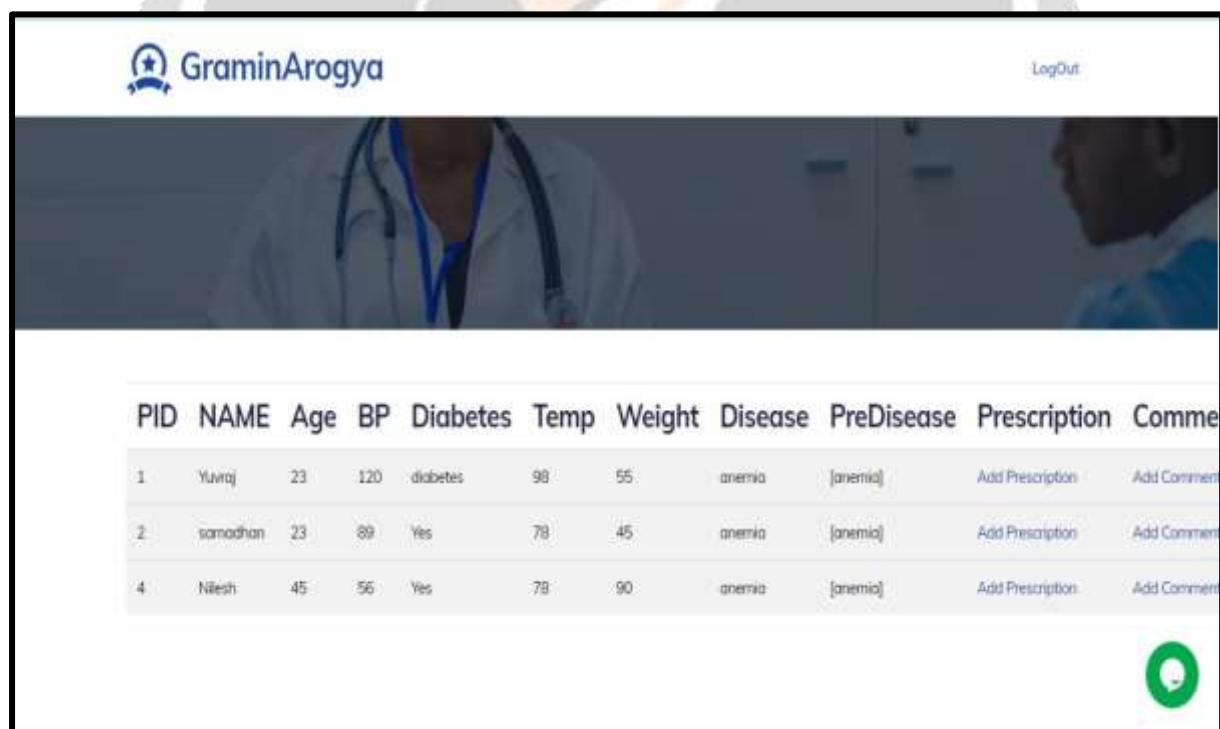 GraminArogya LogOut
PID NAME Age BP Diabetes Temp Weight Disease PreDisease Prescription Comme
1 Yuvraj 23 120 diabetes 98 55 anemia [anemia] Add Prescription Add Comment
2 samadhan 23 89 Yes 78 45 anemia [anemia] Add Prescription Add Comment
4 Nilesh 45 56 Yes 78 90 anemia [anemia] Add Prescription Add Comment